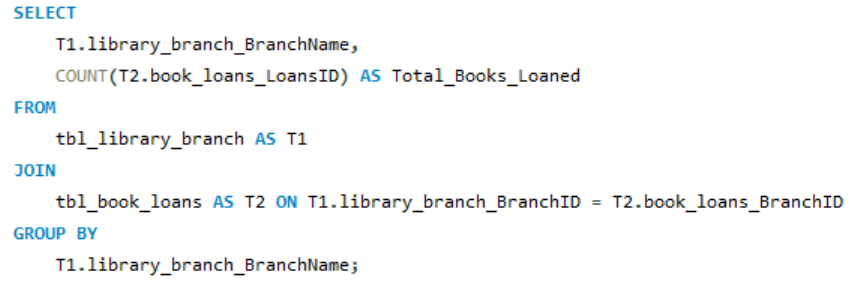 SELECT
T1.library_branch_BranchName,
COUNT(T2.book_loans_LoansID) AS Total_Books_Loaned
FROM
tbl_library_branch AS T1
JOIN
tbl_book_loans AS T2 ON T1.library_branch_BranchID = T2.book_loans_BranchID
GROUP BY
T1.library_branch_BranchName;